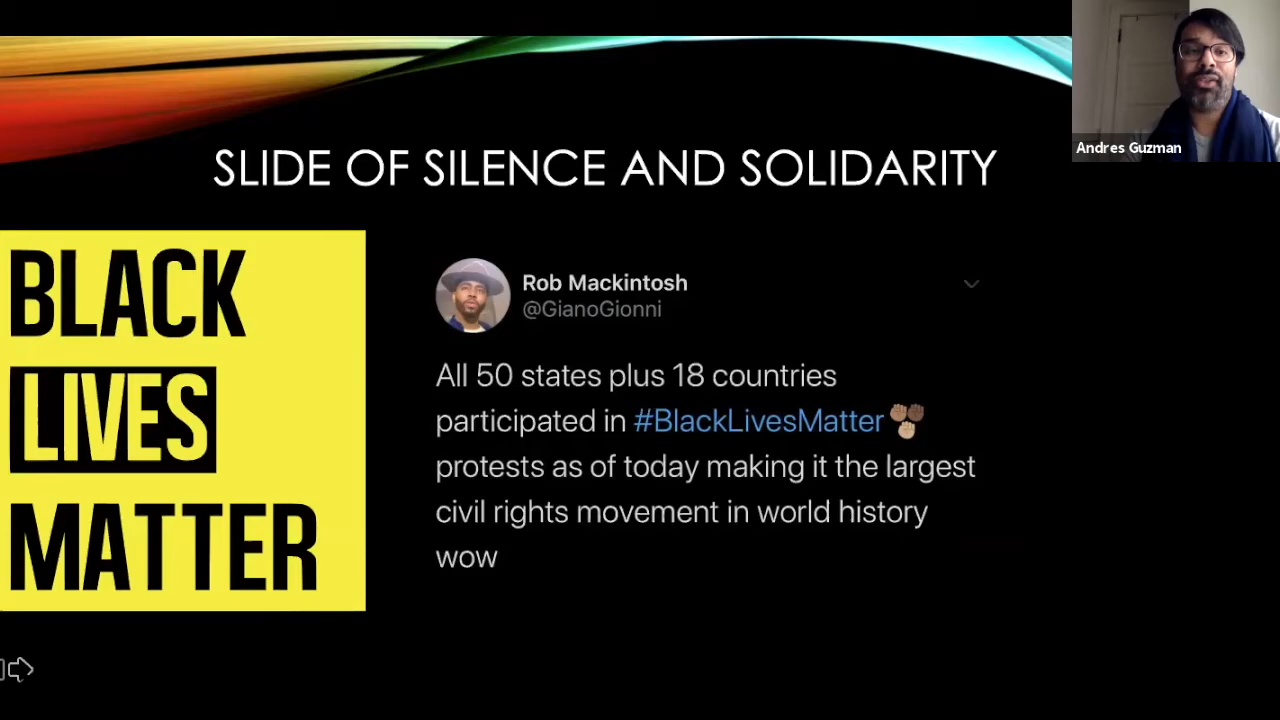 Andres Guzman
SLIDE OF SILENCE AND SOLIDARITY
BLACK
LIVES
MATTER
Rob Mackintosh
@GianoGionni
All 50 states plus 18 countries
participated in #BlackLivesMatter
protests as of today making it the largest
civil rights movement in world history
wow